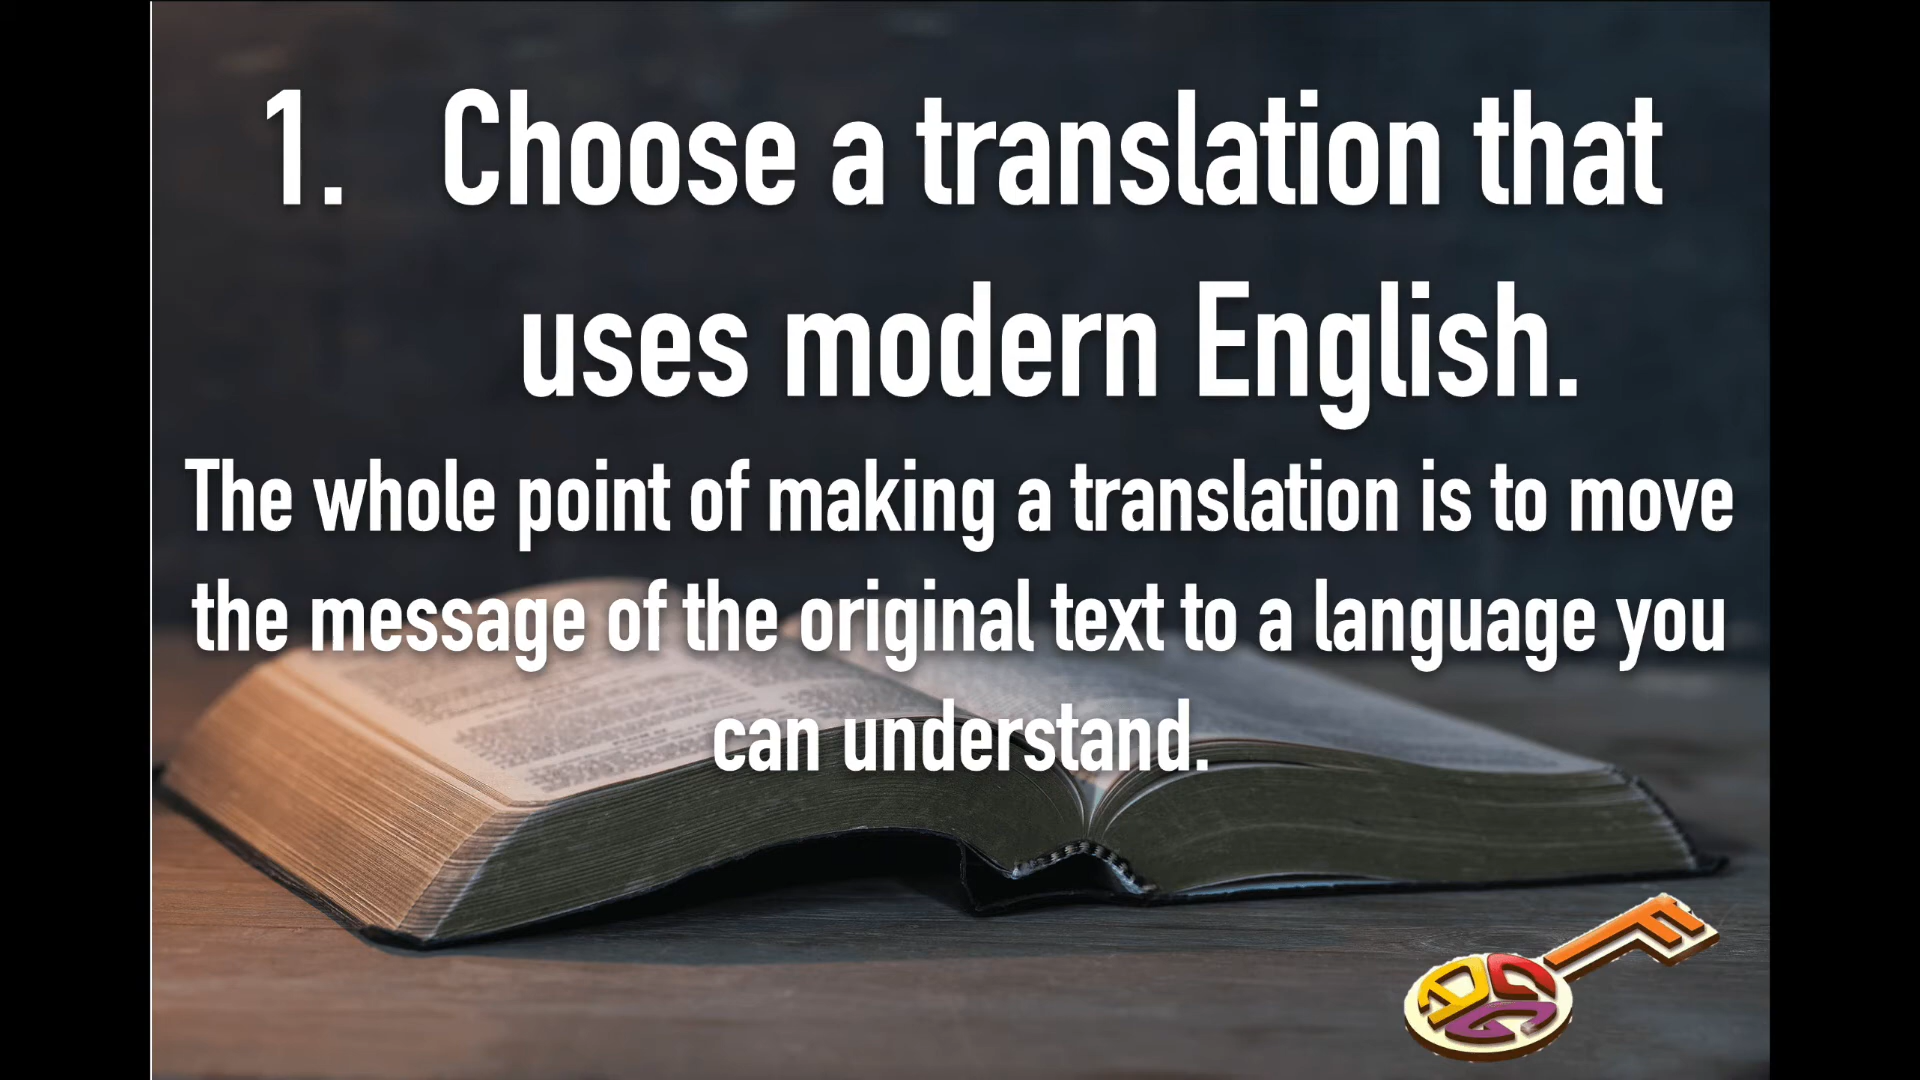 1. Choose a translation that
uses modern English.
The whole point of making a translation is to move
the message of the original text to a language you
can understand.